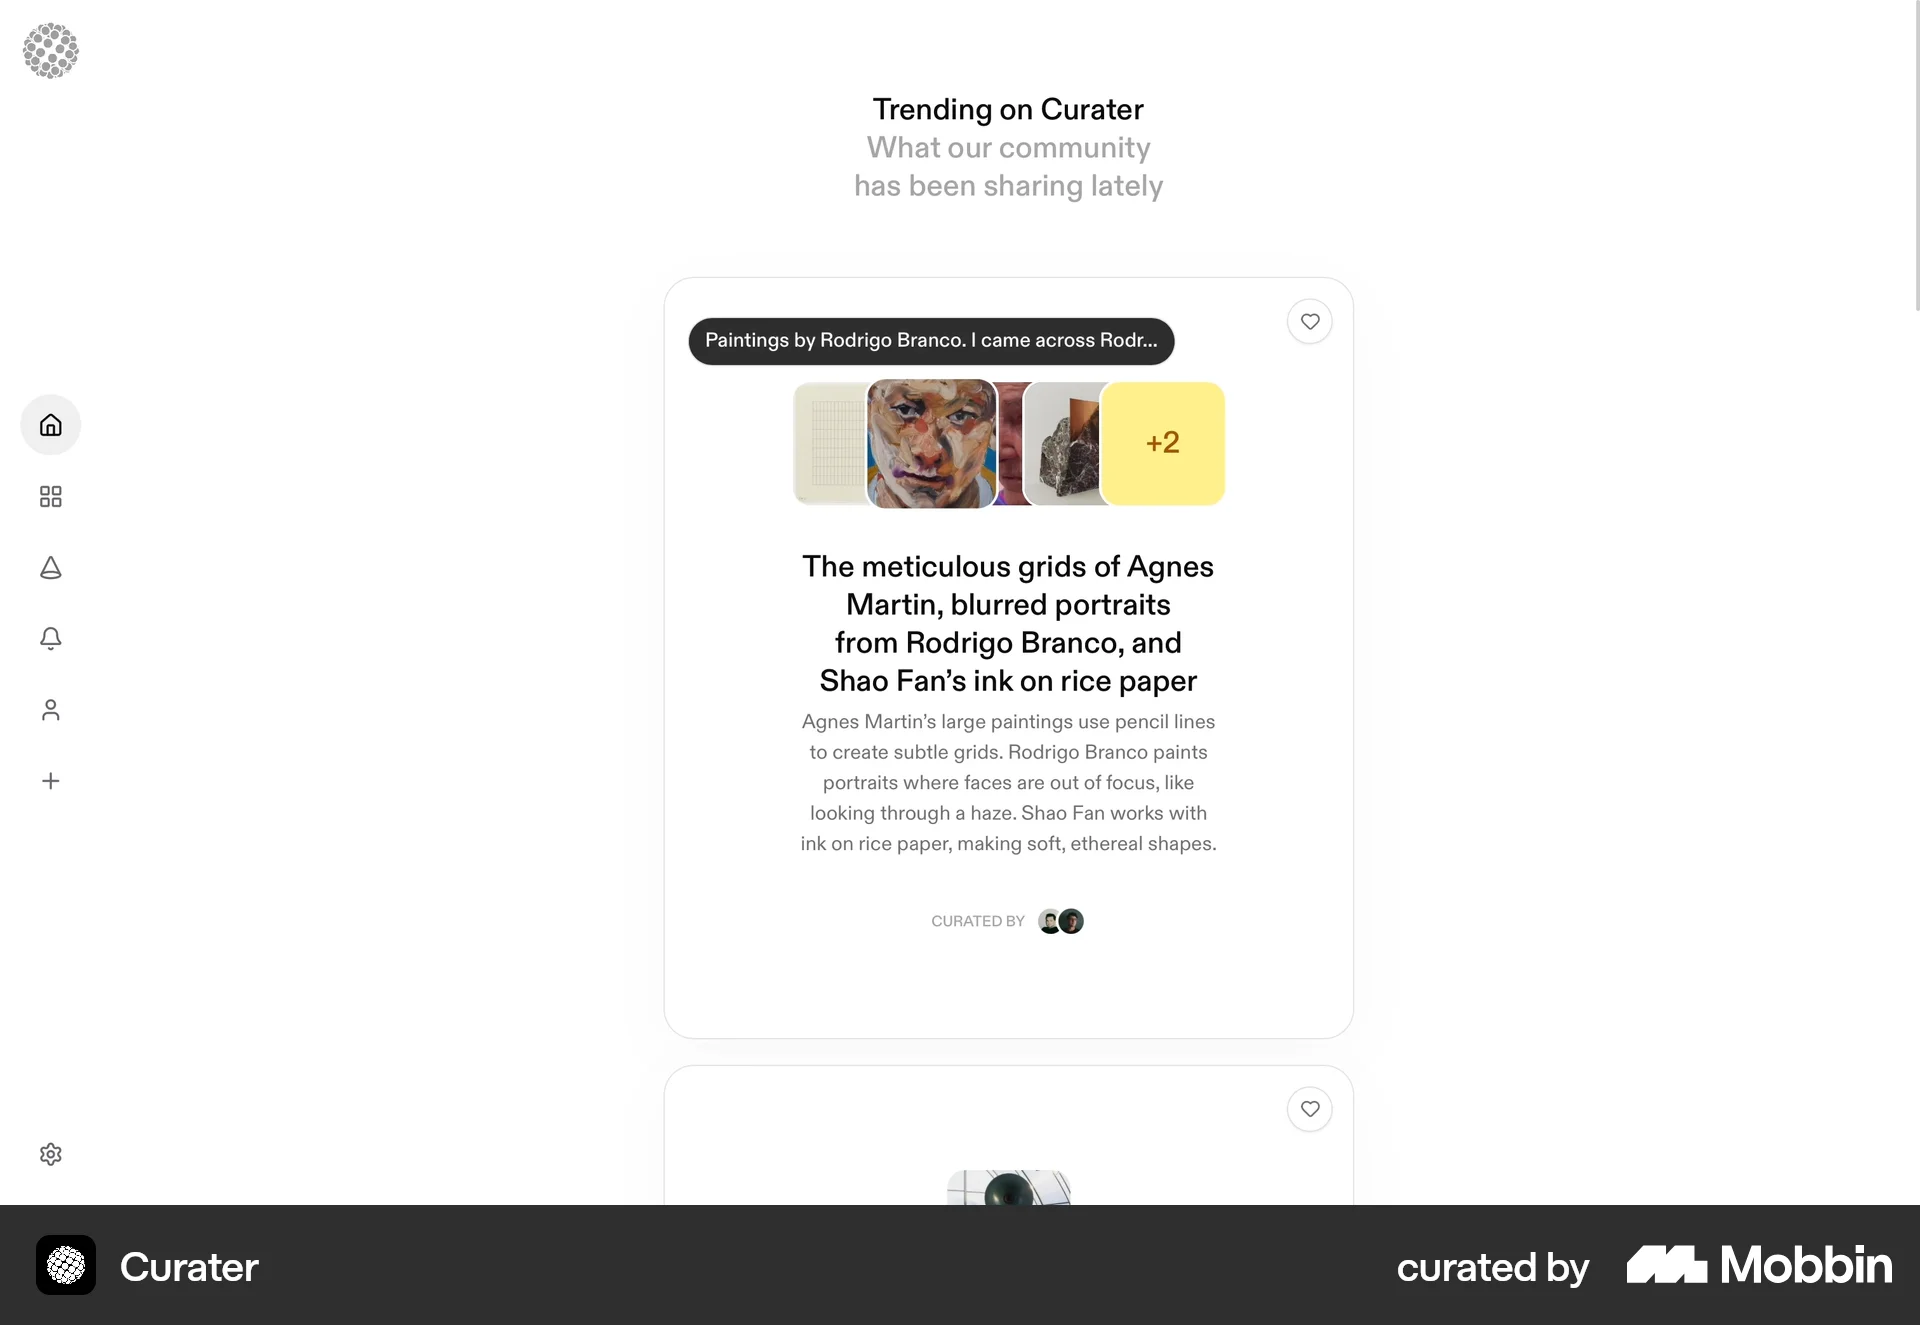 Trending on Curater
What our community
has been sharing lately
Paintings by Rodrigo Branco. I came across Rodr...
+2
The meticulous grids of Agnes
Martin, blurred portraits
from Rodrigo Branco, and
Shao Fan’s ink on rice paper
Agnes Martin’s large paintings use pencil lines
to create subtle grids. Rodrigo Branco paints
portraits where faces are out of focus, like
looking through a haze. Shao Fan works with
ink on rice paper, making soft, ethereal shapes.
CURATED BY
Curater
curated by Mobbin